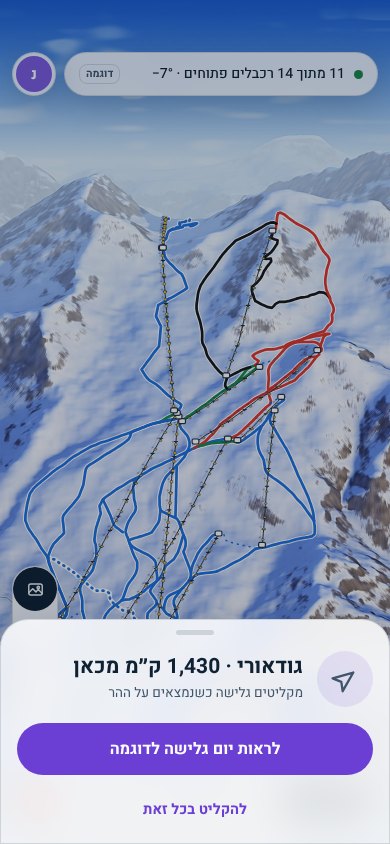 11 מתוך 14 רכבלים פתוחים · 7°−
דוגמה
נ
גודאורי · 1,430 ק״מ מכאן
מקליטים גלישה כשנמצאים על ההר
לראות יום גלישה לדוגמה
להקליט בכל זאת